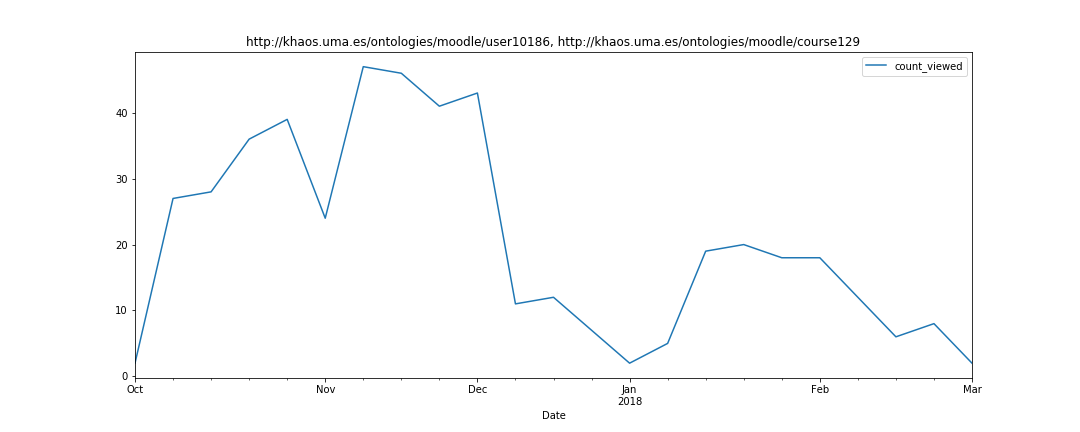 http://khaos.uma.es/ontologies/moodle/user10186, http://khaos.uma.es/ontologies/moodle/course129
count_viewed
40
30
20
10
0
Oct Nov Dec Jan Feb Mar
2018
Date